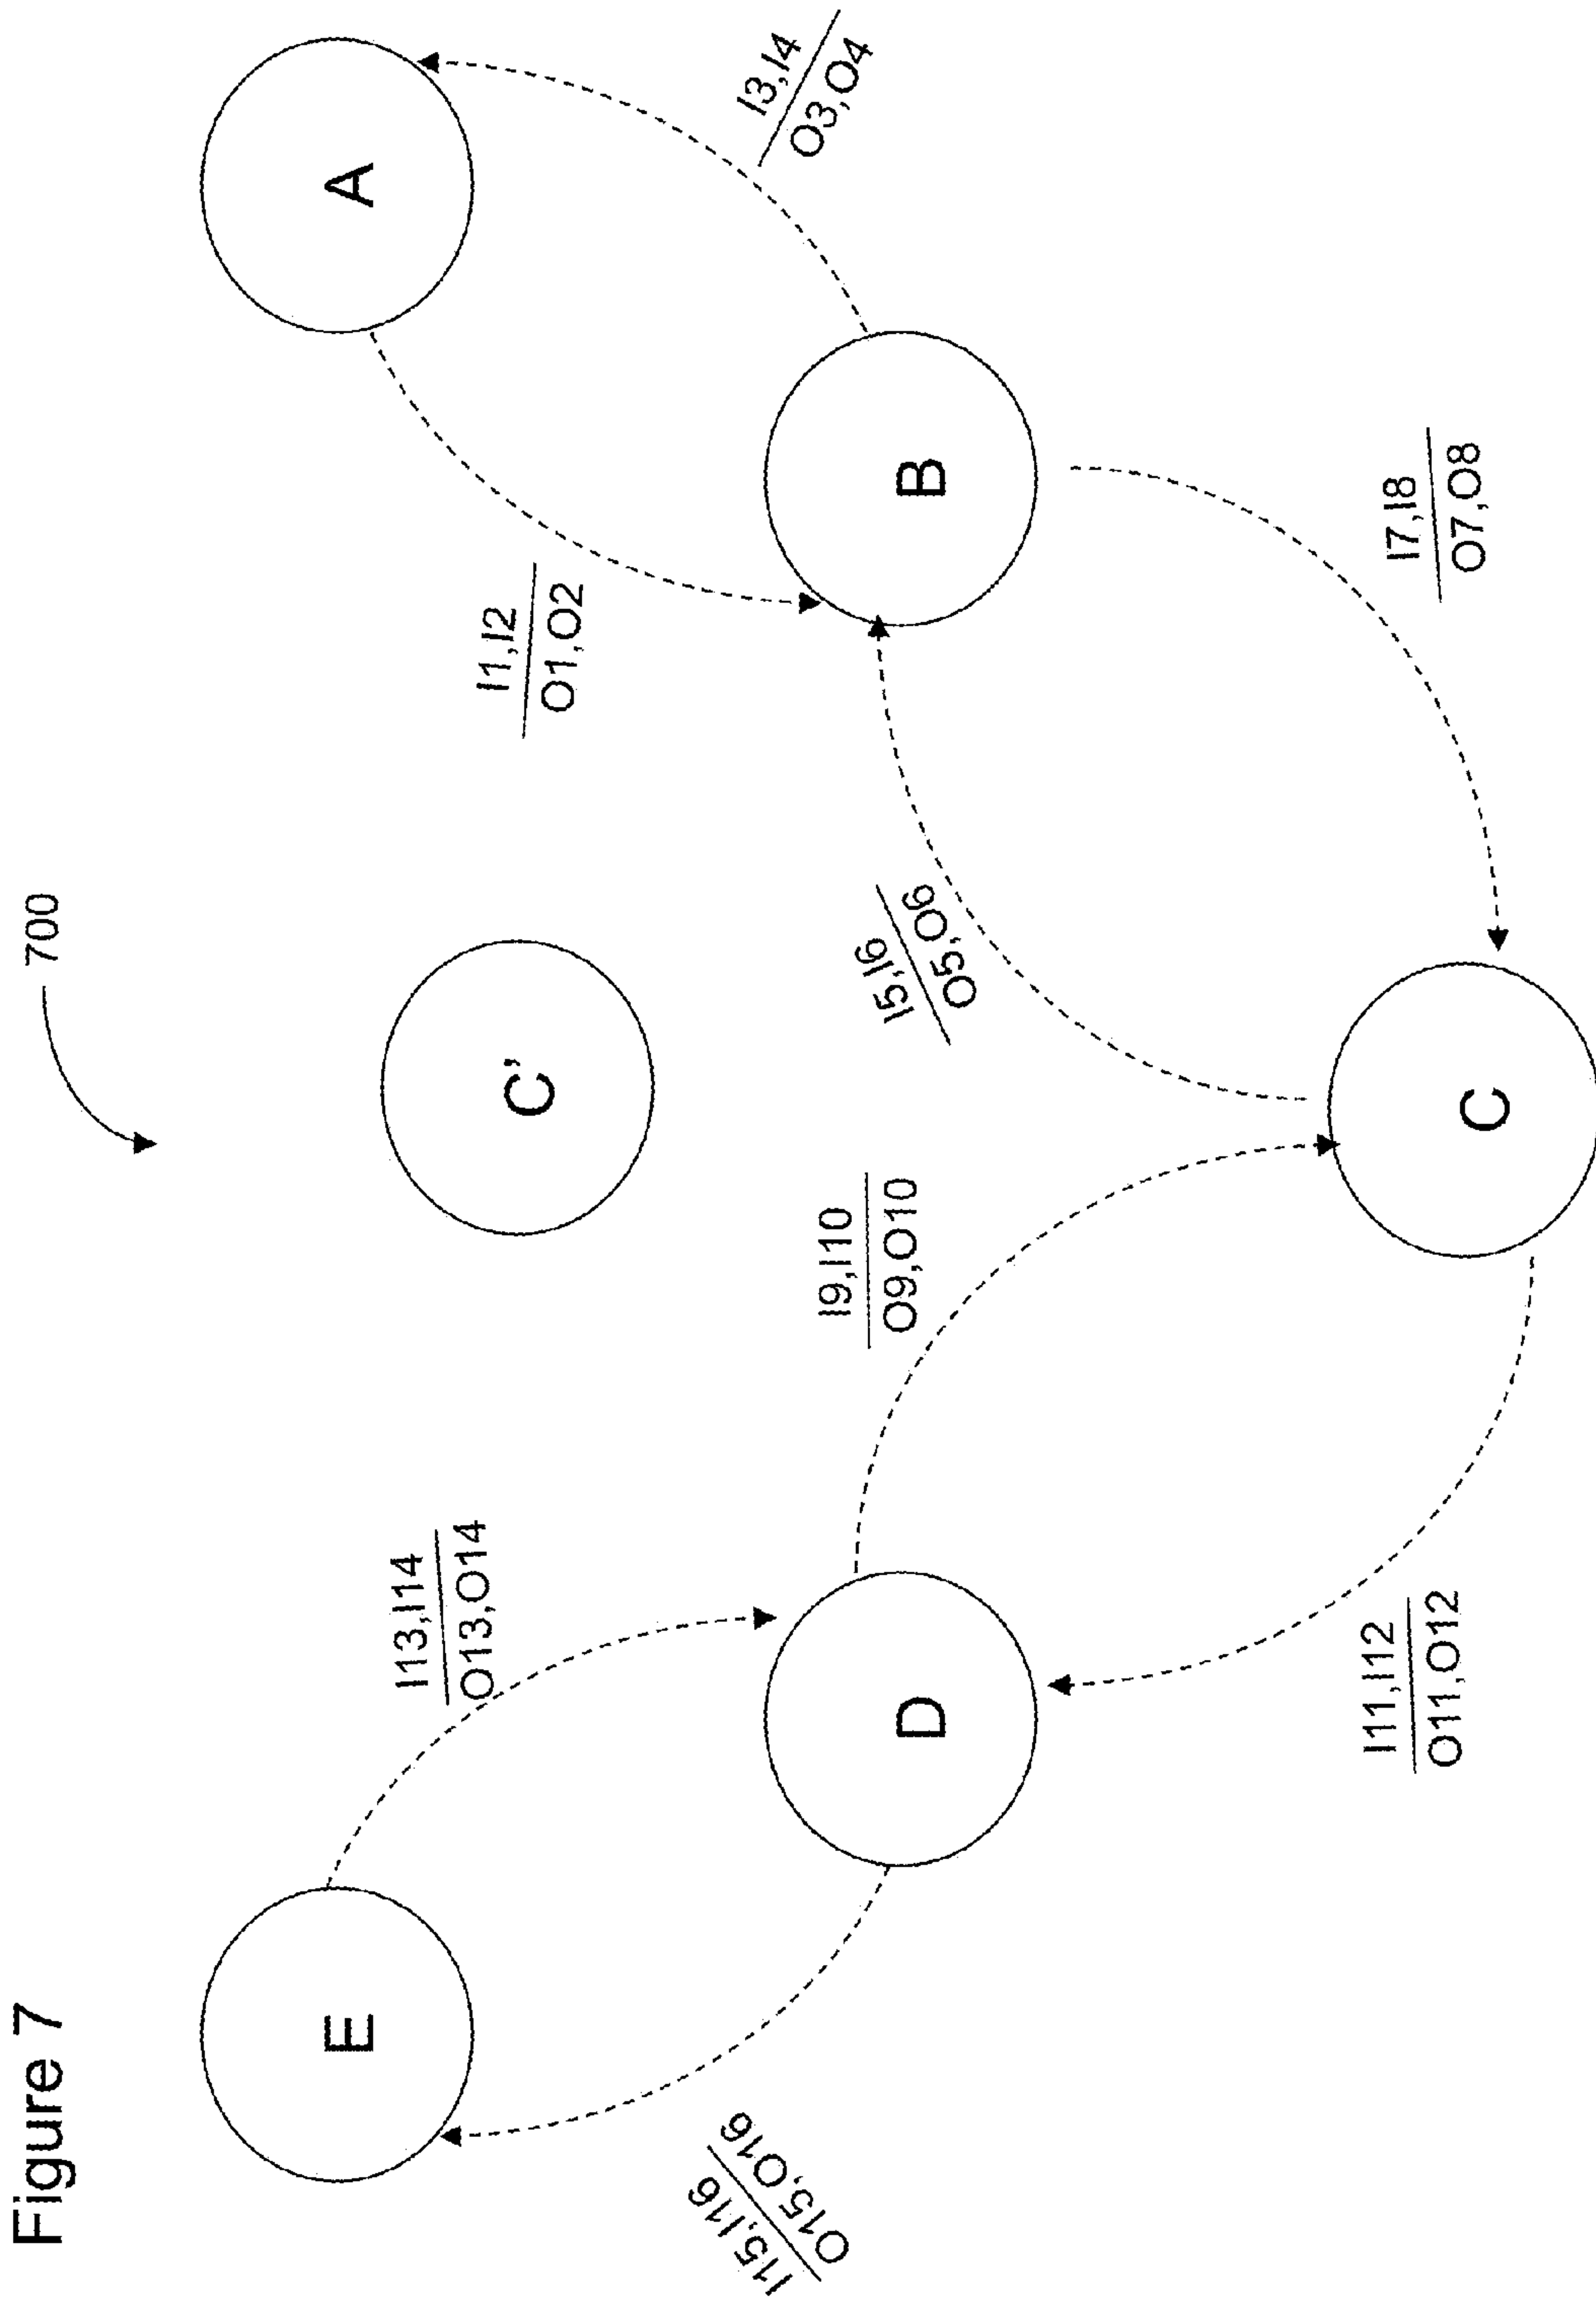 Figure 7
700
E
I13,I14
O13,O14
C'
I1,I2
O1,O2
A
I15,I16
O15,O16
D
I9,I10
O9,O10
I5,I6
O5,O6
B
I3,I4
O3,O4
I11,I12
O11,O12
C
I7,I8
O7,O8